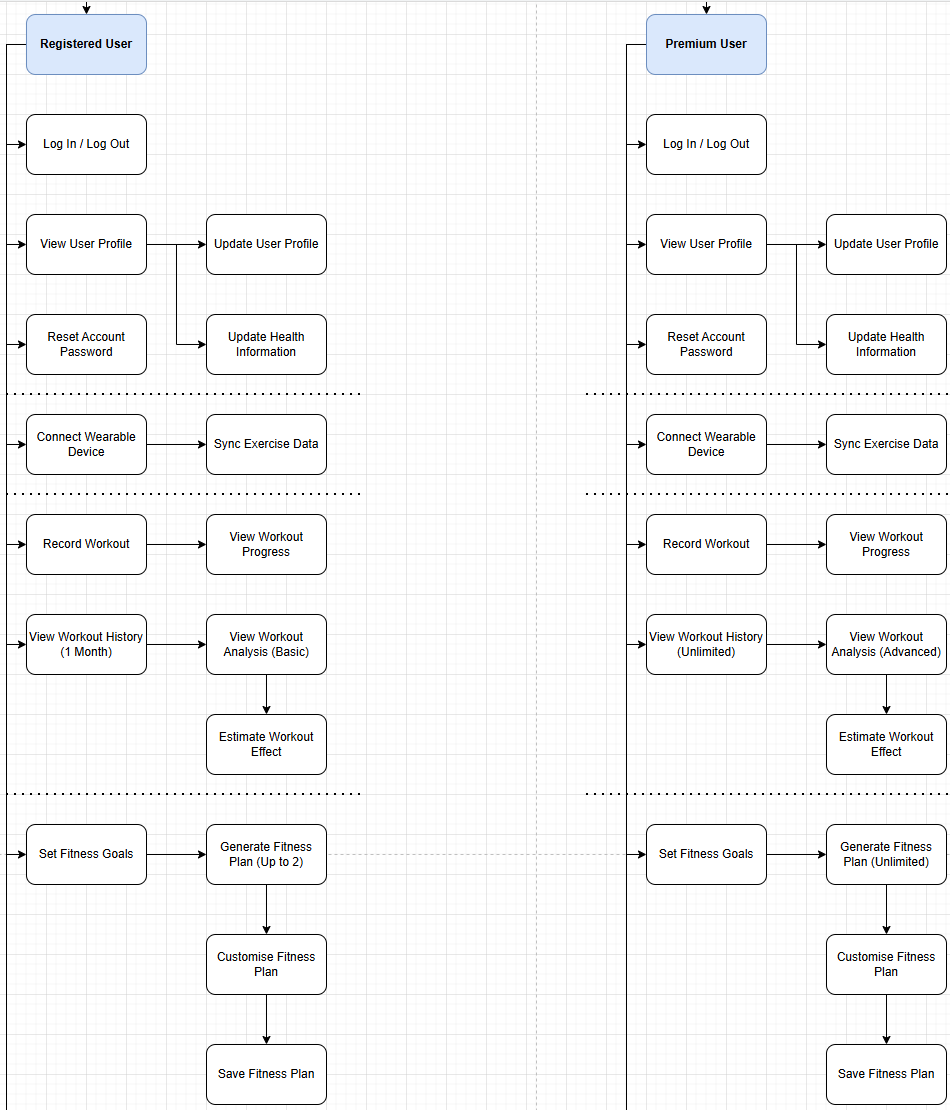 Registered User
Premium User
Log In / Log Out
Log In / Log Out
View User Profile
Update User Profile
View User Profile
Update User Profile
Reset Account
Password
Update Health
Information
Reset Account
Password
Update Health
Information
Connect Wearable
Device
Sync Exercise Data
Connect Wearable
Device
Sync Exercise Data
Record Workout
View Workout
Progress
Record Workout
View Workout
Progress
View Workout History
(1 Month)
View Workout
Analysis (Basic)
View Workout History
(Unlimited)
View Workout
Analysis (Advanced)
Estimate Workout
Effect
Estimate Workout
Effect
Set Fitness Goals
Generate Fitness
Plan (Up to 2)
Set Fitness Goals
Generate Fitness
Plan (Unlimited)
Customise Fitness
Plan
Customise Fitness
Plan
Save Fitness Plan
Save Fitness Plan